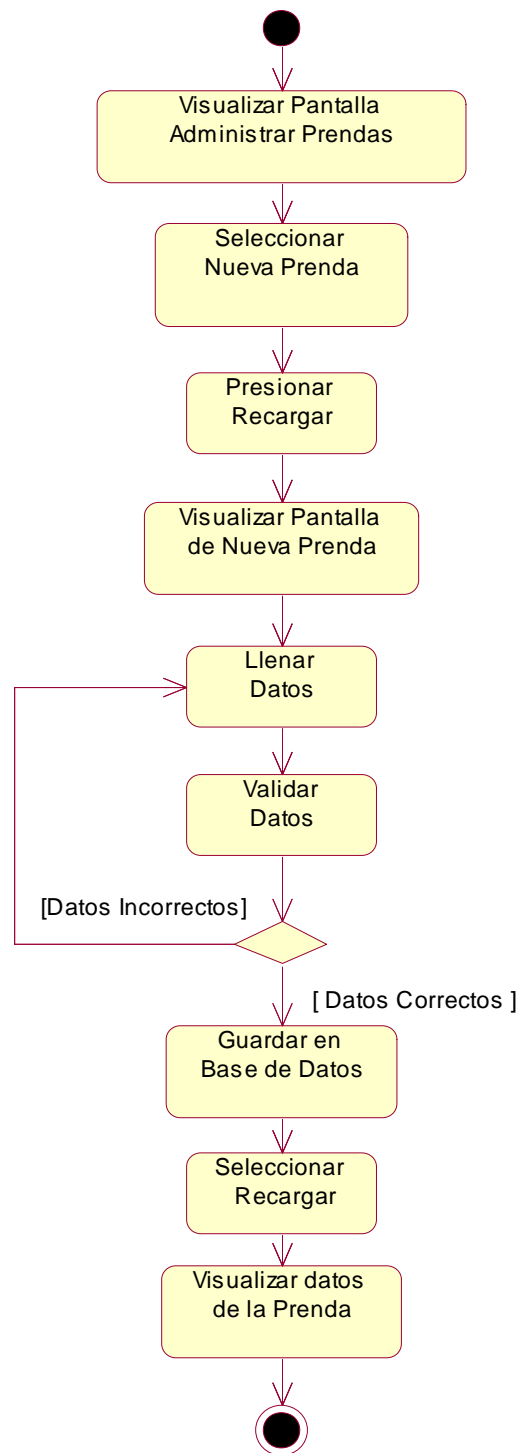 Visualizar Pantalla
Administrar Prendas
Seleccionar
Nueva Prenda
Presionar
Recargar
Visualizar Pantalla
de Nueva Prenda
Llenar
Datos
Validar
Datos
[Datos Incorrectos]
[ Datos Correctos ]
Guardar en
Base de Datos
Seleccionar
Recargar
Visualizar datos
de la Prenda